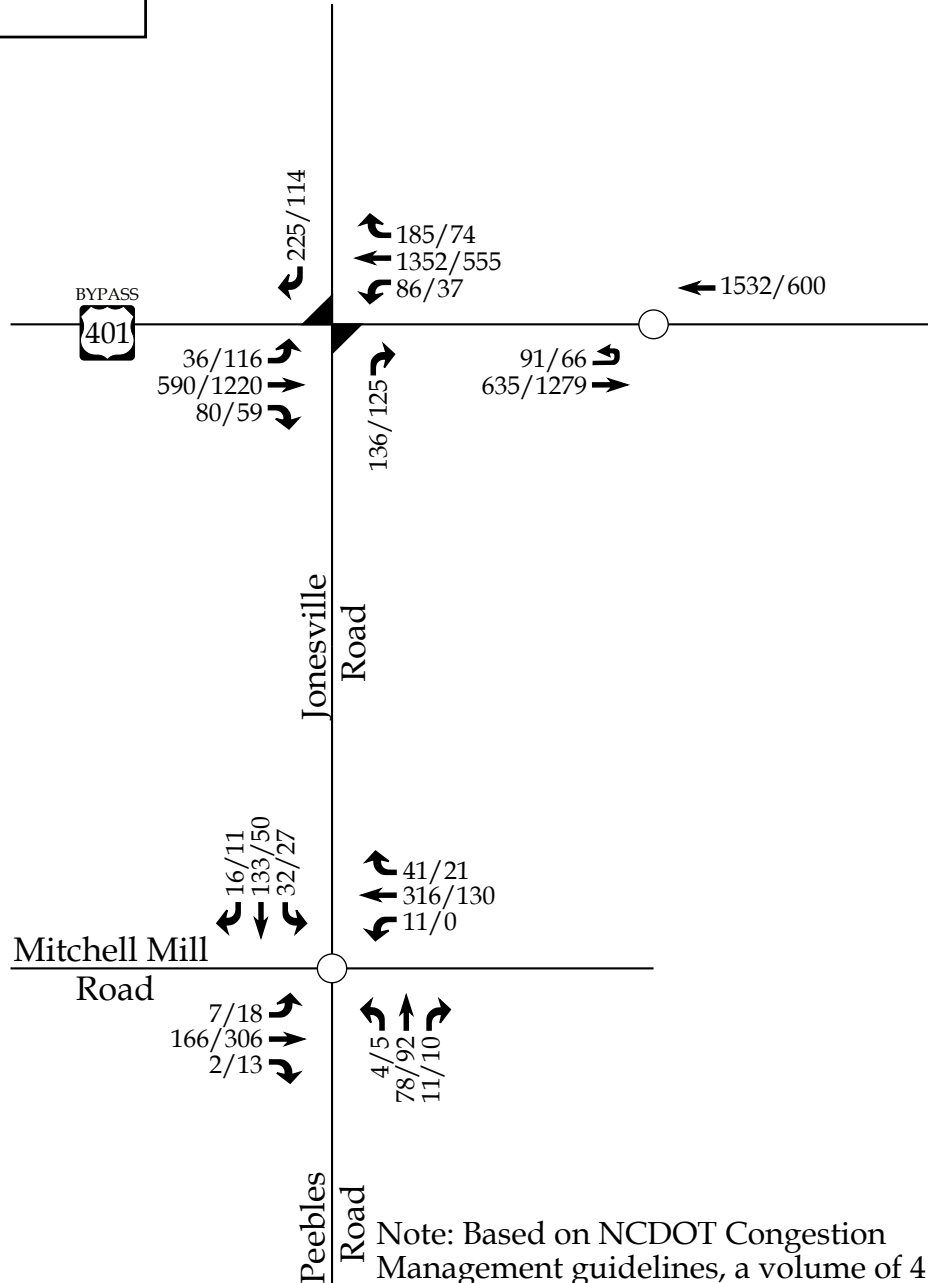 225/114
185/74
1352/555
86/37
1532/600
BYPASS
401
36/116
590/1220
80/59
136/125
91/66
635/1279
Jonesville
Road
16/11
133/50
32/27
41/21
316/130
11/0
Mitchell Mill
Road
7/18
166/306
2/13
4/5
78/92
11/10
Peebles
Road
Note: Based on NCDOT Congestion
Management guidelines, a volume of 4